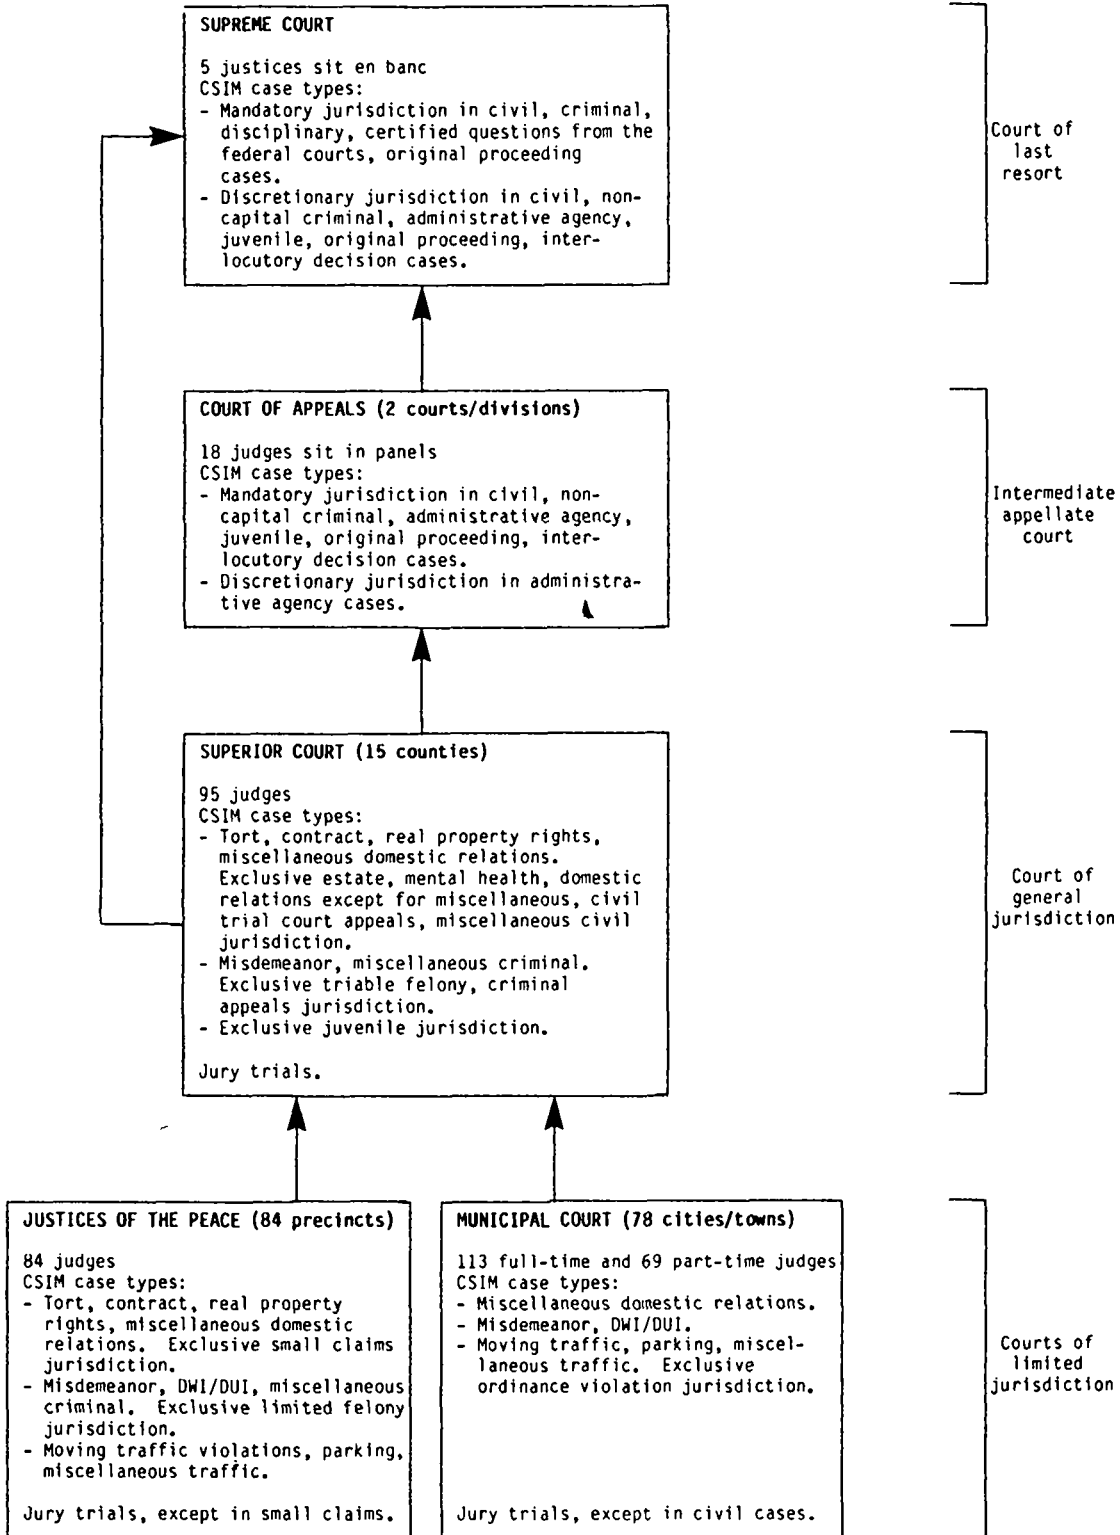 SUPREME COURT
5 justices sit en banc
CSIM case types:
- Mandatory jurisdiction in civil, criminal,
disciplinary, certified questions from the
federal courts, original proceeding
cases.
- Discretionary jurisdiction in civil, non-
capital criminal, administrative agency,
juvenile, original proceeding, inter-
locutory decision cases.
Court of
last
resort
COURT OF APPEALS (2 courts/divisions)
18 judges sit in panels
CSIM case types:
- Mandatory jurisdiction in civil, non-
capital criminal, administrative agency,
juvenile, original proceeding, inter-
locutory decision cases.
- Discretionary jurisdiction in administra-
tive agency cases.
Intermediate
appellate
court
SUPERIOR COURT (15 counties)
95 judges
CSIM case types:
- Tort, contract, real property rights,
miscellaneous domestic relations.
Exclusive estate, mental health, domestic
relations except for miscellaneous, civil
trial court appeals, miscellaneous civil
jurisdiction.
- Misdemeanor, miscellaneous criminal.
Exclusive triable felony, criminal
appeals jurisdiction.
- Exclusive juvenile jurisdiction.
Jury trials.
Court of
general
jurisdiction
JUSTICES OF THE PEACE (84 precincts)
84 judges
CSIM case types:
- Tort, contract, real property
rights, miscellaneous domestic
relations. Exclusive small claims
jurisdiction.
- Misdemeanor, DWI/DUI, miscellaneous
criminal. Exclusive limited felony
jurisdiction.
- Moving traffic violations, parking,
miscellaneous traffic.
Jury trials, except in small claims.
MUNICIPAL COURT (78 cities/towns)
113 full-time and 69 part-time judges
CSIM case types:
- Miscellaneous domestic relations.
- Misdemeanor, DWI/DUI.
- Moving traffic, parking, miscel-
laneous traffic. Exclusive
ordinance violation jurisdiction.
Jury trials, except in civil cases.
Courts of
limited
jurisdiction